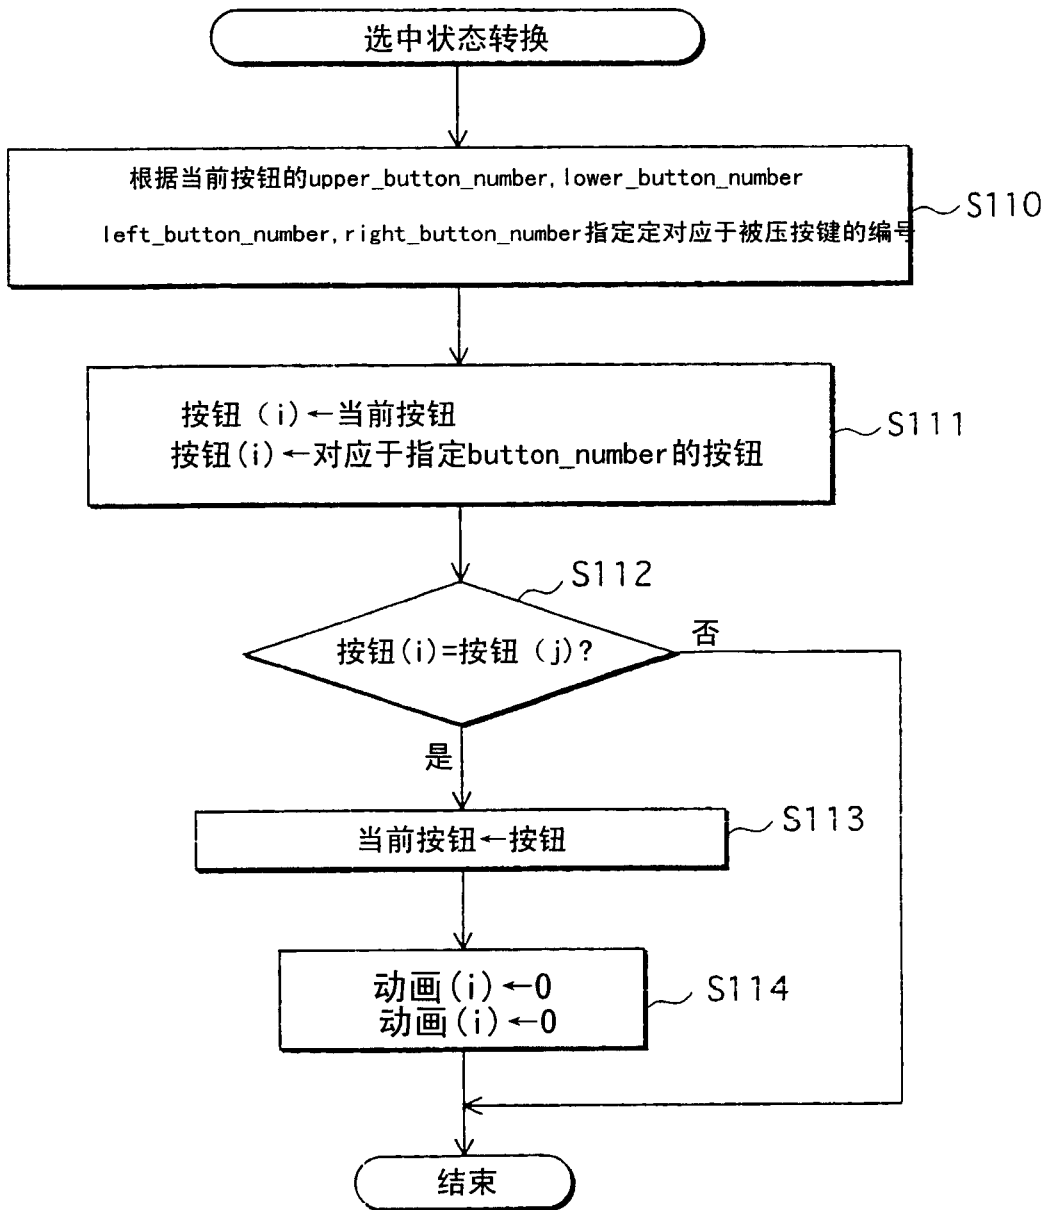 选中状态转换
根据当前按钮的upper_button_number,lower_button_number
left_button_number,right_button_number指定定对应于被压按键的编号
S110
按钮（i)←当前按钮
按钮(i)←对应于指定button_number的按钮
S111
S112
按钮(i)=按钮（j)?
否
是
当前按钮←按钮
S113
动画(i)←0
动画(i)←0
S114
结束